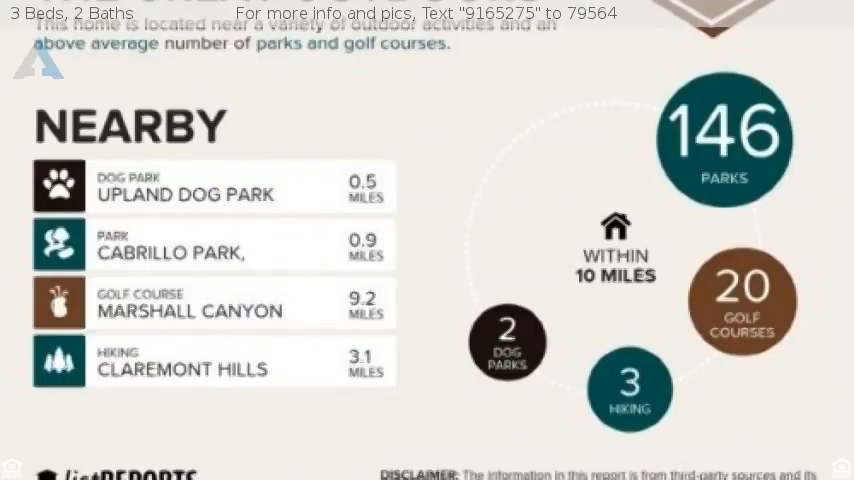 3 Beds, 2 Baths For more info and pics, Text "9165275" to 79564
This home is located near a variety of outdoor activities and an
above average number of parks and golf courses.
NEARBY
DOG PARK
UPLAND DOG PARK
0.5
MILES
PARK
CABRILLO PARK,
0.9
MILES
GOLF COURSE
MARSHALL CANYON
9.2
MILES
HIKING
CLAREMONT HILLS
3.1
MILES
146
PARKS
WITHIN
10 MILES
20
GOLF
COURSES
2
DOG
PARKS
3
HIKING
listREPORTS
DISCLAIMER: The information in this report is from third-party sources and its